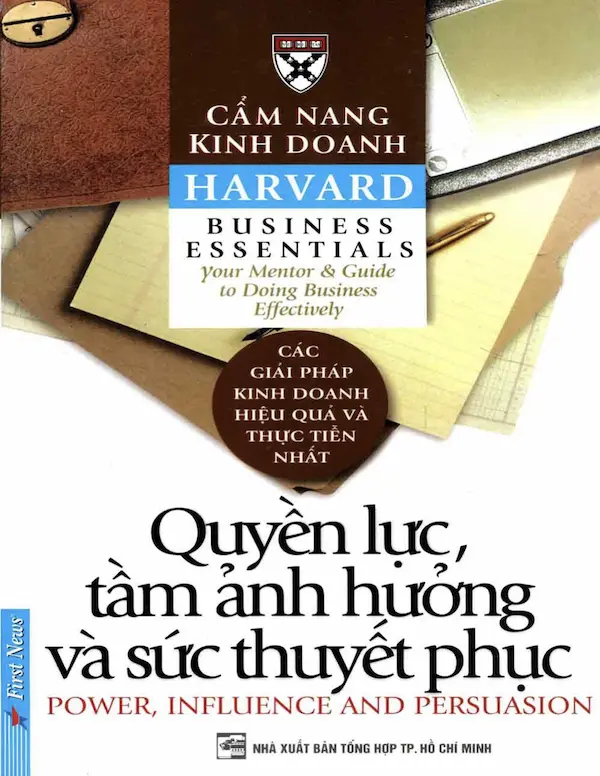 CẨM NANG
KINH DOANH
HARVARD
BUSINESS
ESSENTIALS
your Mentor & Guide
to Doing Business
Effectively
CÁC
GIẢI PHÁP
KINH DOANH
HIỆU QUẢ VÀ
THỰC TIỄN
NHẤT
Quyền lực,
tầm ảnh hưởng
và sức thuyết phục
POWER, INFLUENCE AND PERSUASION
First News
NHÀ XUẤT BẢN TỔNG HỢP TP. HỒ CHÍ MINH